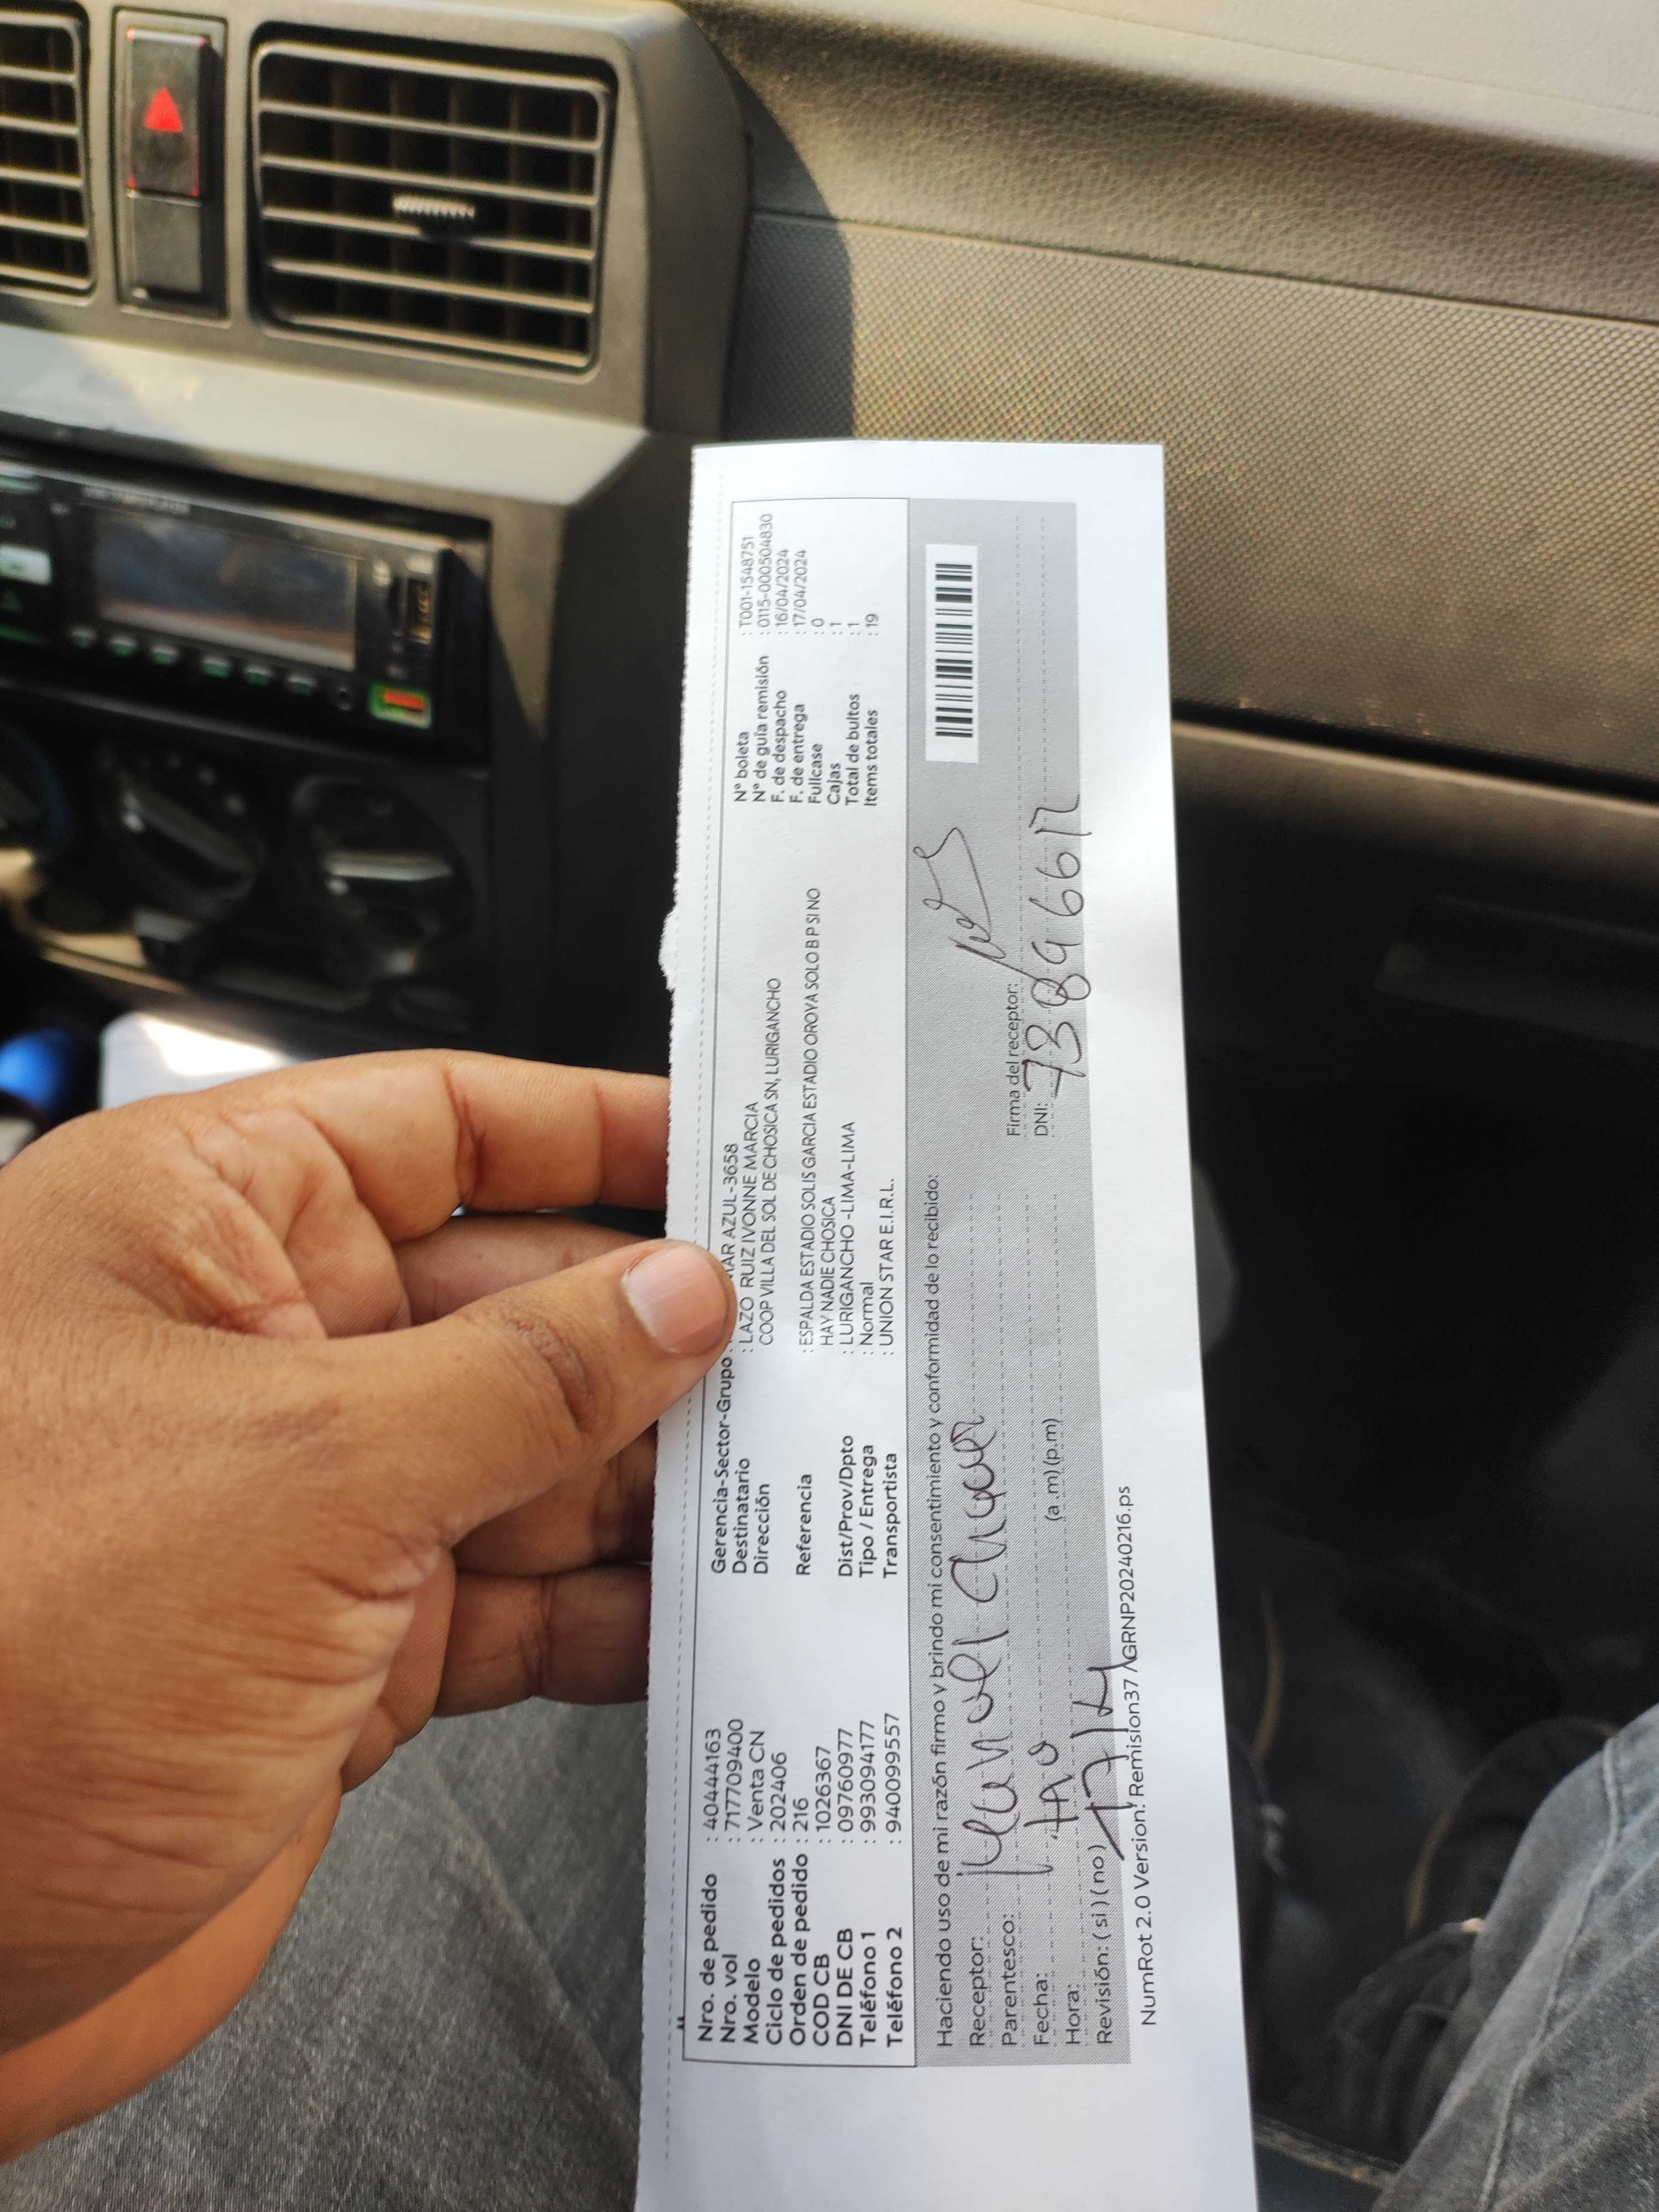 Nro. de pedido : 40444163
Nro. vol : 717709400
Modelo : Venta CN
Ciclo de pedidos : 202406
Orden de pedido : 216
COD CB : 1026367
DNI DE CB : 09760977
Teléfono 1 : 993094177
Teléfono 2 : 940099557
Gerencia-Sector-Grupo AR AZUL-3658
Destinatario : LAZO RUIZ IVONNE MARCIA
Dirección COOP VILLA DEL SOL DE CHOSICA SN, LURIGANCHO
Referencia : ESPALDA ESTADIO SOLIS GARCIA ESTADIO OROYA SOLO B P SI NO
HAY NADIE CHOSICA
Dist/Prov/Dpto : LURIGANCHO -LIMA-LIMA
Tipo / Entrega : Normal
Transportista : UNION STAR E.I.R.L.
N° boleta : T001-1548751
N° de guía remisión : 0115-000504830
F. de despacho : 16/04/2024
F. de entrega : 17/04/2024
Fullcase : 0
Cajas : 1
Total de bultos : 1
Items totales : 19
Haciendo uso de mi razón firmo y brindo mi consentimiento y conformidad de lo recibido:
Receptor: Manuel
Parentesco:
Fecha:
Hora: (a .m) (p.m)
Revisión: ( si ) ( no ) 17/4
Firma del receptor:
DNI:
NumRot 2.0 Version: Remision37 /GRNP20240216.ps